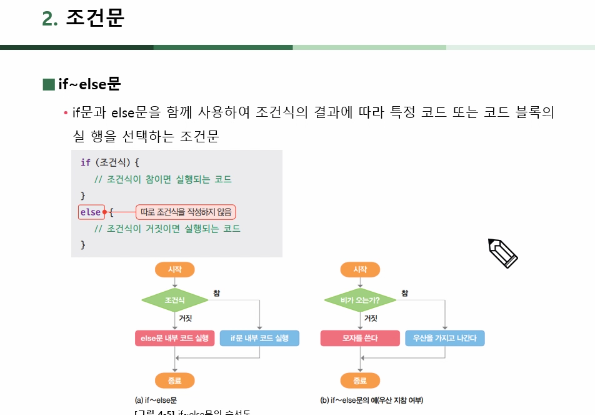 2. 조건문
if~else문
• if문과 else문을 함께 사용하여 조건식의 결과에 따라 특정 코드 또는 코드 블록의
실 행을 선택하는 조건문
if (조건식) {
// 조건식이 참이면 실행되는 코드
}
else { 따로 조건식을 작성하지 않음
// 조건식이 거짓이면 실행되는 코드
}
시작
조건식
참
거짓
else문 내부 코드 실행
if문 내부 코드 실행
종료
(a) if~else문
시작
비가 오는가?
참
거짓
모자를 쓴다
우산을 가지고 나간다
종료
(b) if~else문의 예(우산 지참 여부)
[그림 4-5] if~else문의 순서도